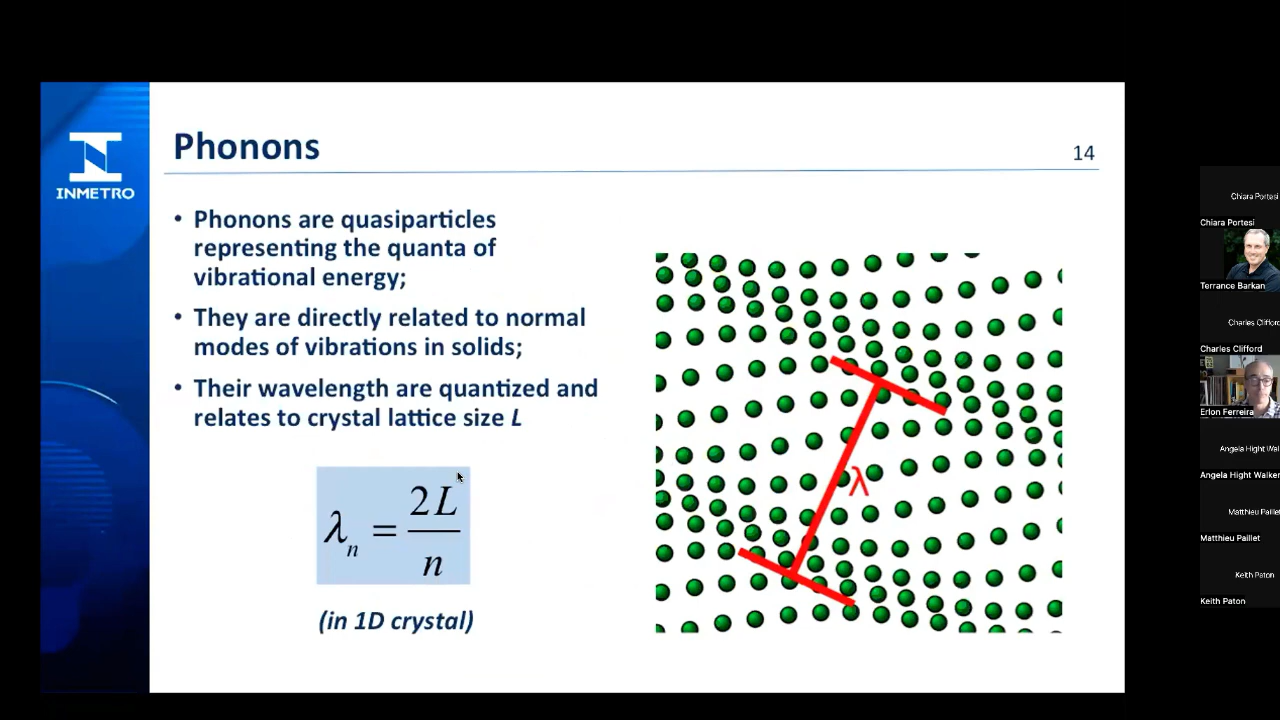 INMETRO
Phonons
14
• Phonons are quasiparticles
representing the quanta of
vibrational energy;
• They are directly related to normal
modes of vibrations in solids;
• Their wavelength are quantized and
relates to crystal lattice size L
λn = 2L / n
(in 1D crystal)
λ
Chiara Portesi
Chiara Portesi
Terrance Barkan
Charles Clifford
Charles Clifford
Erlon Ferreira
Angela Hight Wal
Angela Hight Walker
Matthieu Paillet
Matthieu Paillet
Keith Paton
Keith Paton